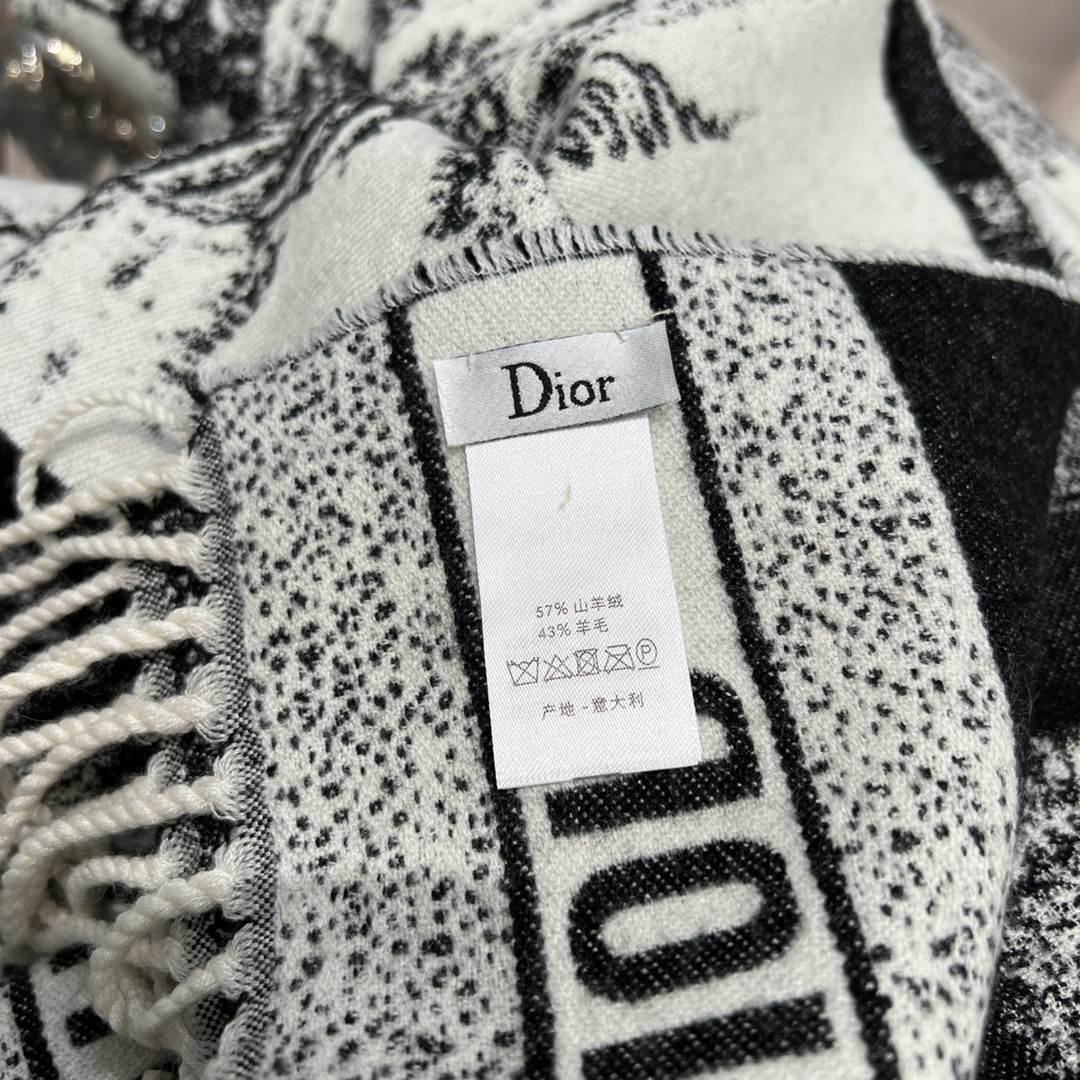 Dior
57% 山羊绒
43% 羊毛
P
产地-意大利